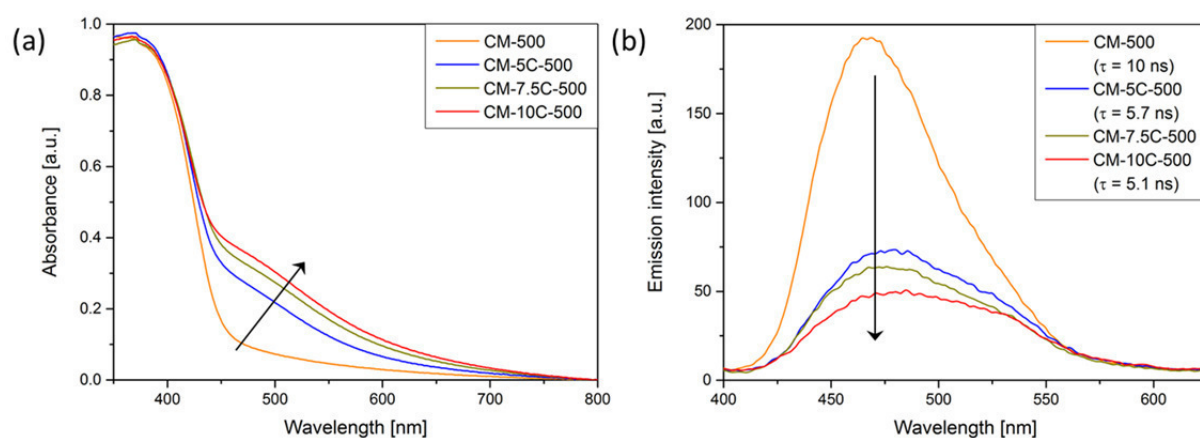 (a)
Absorbance [a.u.]
1.0
0.8
0.6
0.4
0.2
0.0
400
500
600
700
800
Wavelength [nm]
CM-500
CM-5C-500
CM-7.5C-500
CM-10C-500
(b)
Emission intensity [a.u.]
200
150
100
50
0
400
450
500
550
600
Wavelength [nm]
CM-500
(τ = 10 ns)
CM-5C-500
(τ = 5.7 ns)
CM-7.5C-500
CM-10C-500
(τ = 5.1 ns)